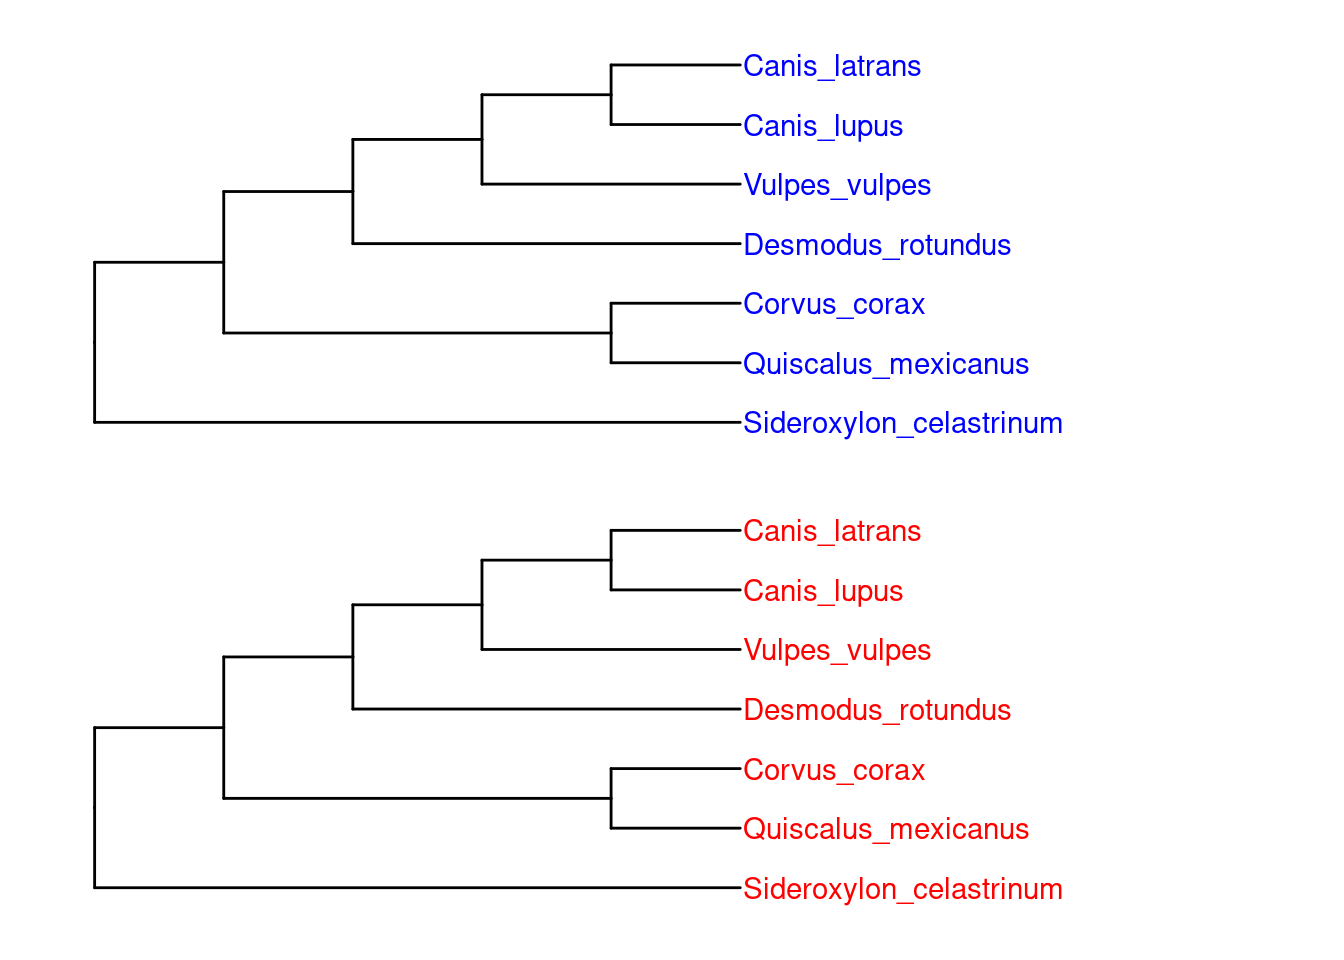 Canis_latrans
Canis_lupus
Vulpes_vulpes
Desmodus_rotundus
Corvus_corax
Quiscalus_mexicanus
Sideroxylon_celastrinum
Canis_latrans
Canis_lupus
Vulpes_vulpes
Desmodus_rotundus
Corvus_corax
Quiscalus_mexicanus
Sideroxylon_celastrinum